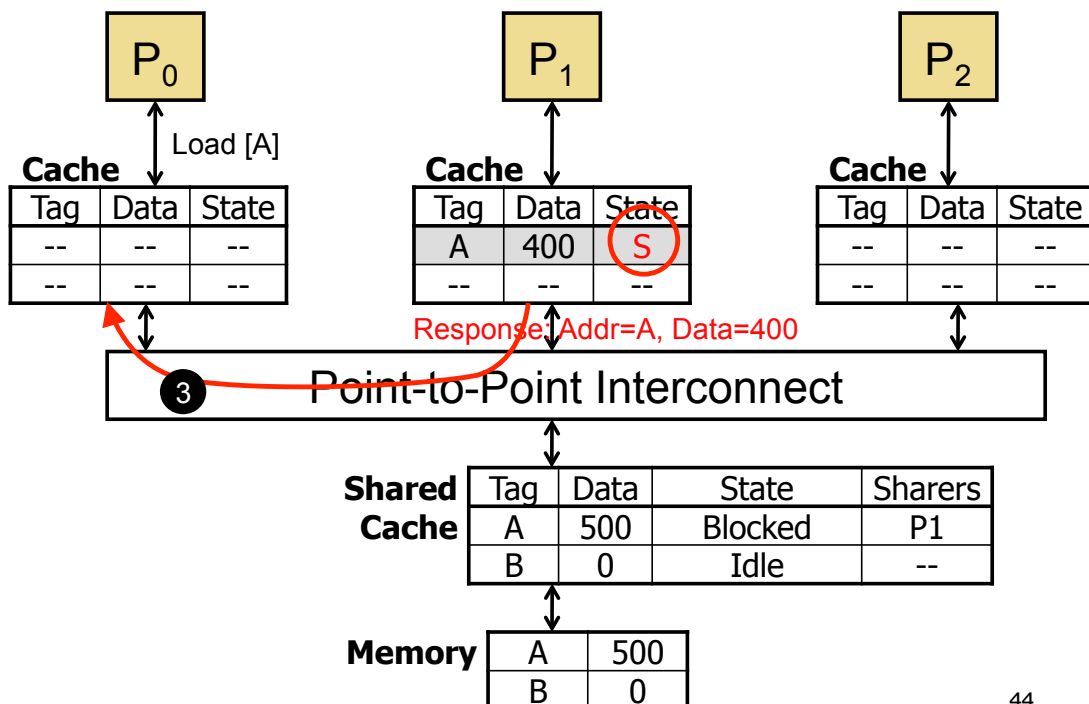 P0 P1 P2
Load [A]
Cache Cache Cache
Tag Data State Tag Data State Tag Data State
-- -- -- A 400 S -- -- --
-- -- -- -- -- -- -- -- --
Response: Addr=A, Data=400
3 Point-to-Point Interconnect
Shared Tag Data State Sharers
Cache A 500 Blocked P1
B 0 Idle --
Memory A 500
B 0
44